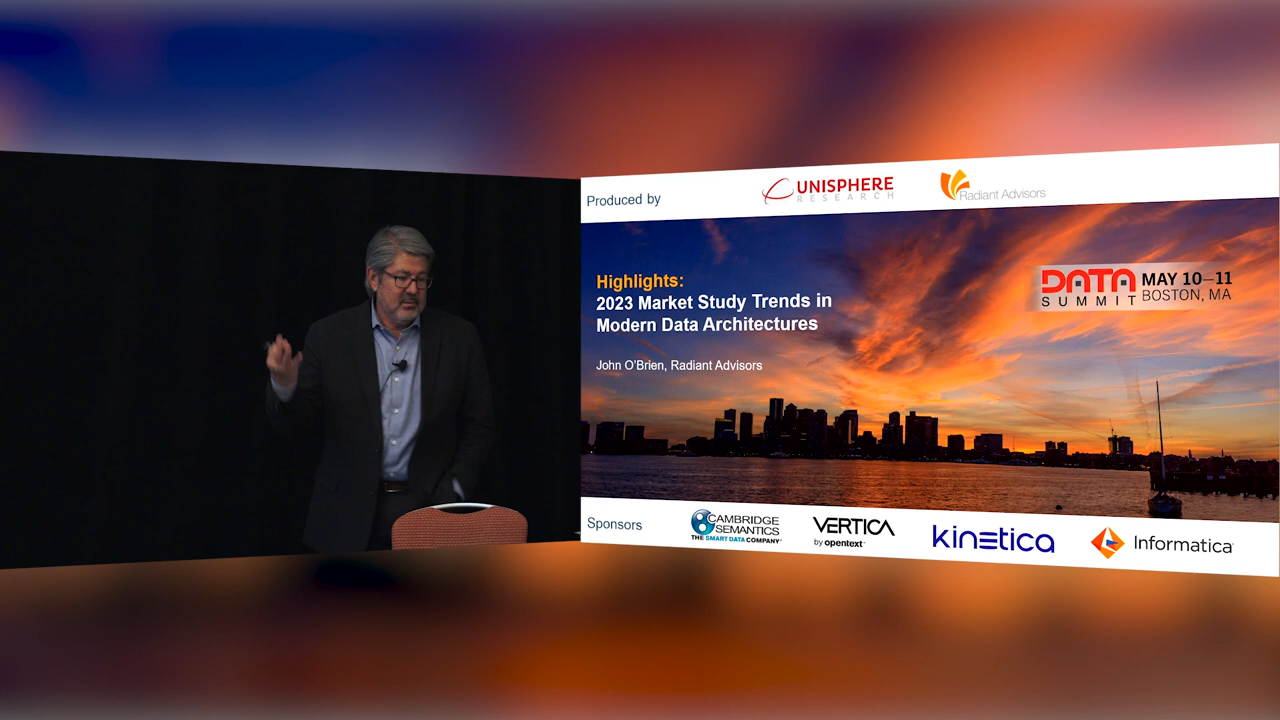 Produced by
UNISPHERE
RESEARCH
Radiant Advisors
Highlights:
2023 Market Study Trends in
Modern Data Architectures
John O'Brien, Radiant Advisors
DATA
SUMMIT
MAY 10–11
BOSTON, MA
Sponsors
CAMBRIDGE
SEMANTICS
THE SMART DATA COMPANY
VERTICA
by opentext™
kinetica
Informatica